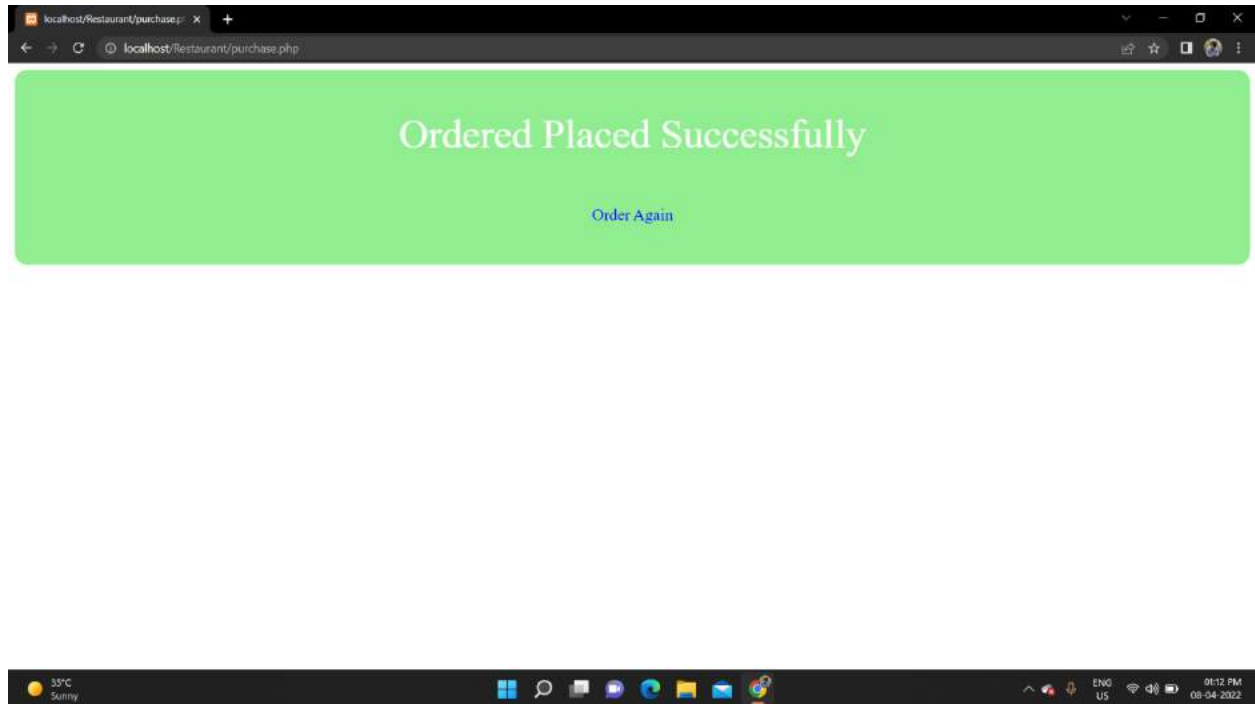 localhost/Restaurant/purchase.p
localhost/Restaurant/purchase.php
Ordered Placed Successfully
Order Again
35°C
Sunny
ENG
US
01:12 PM
08-04-2022